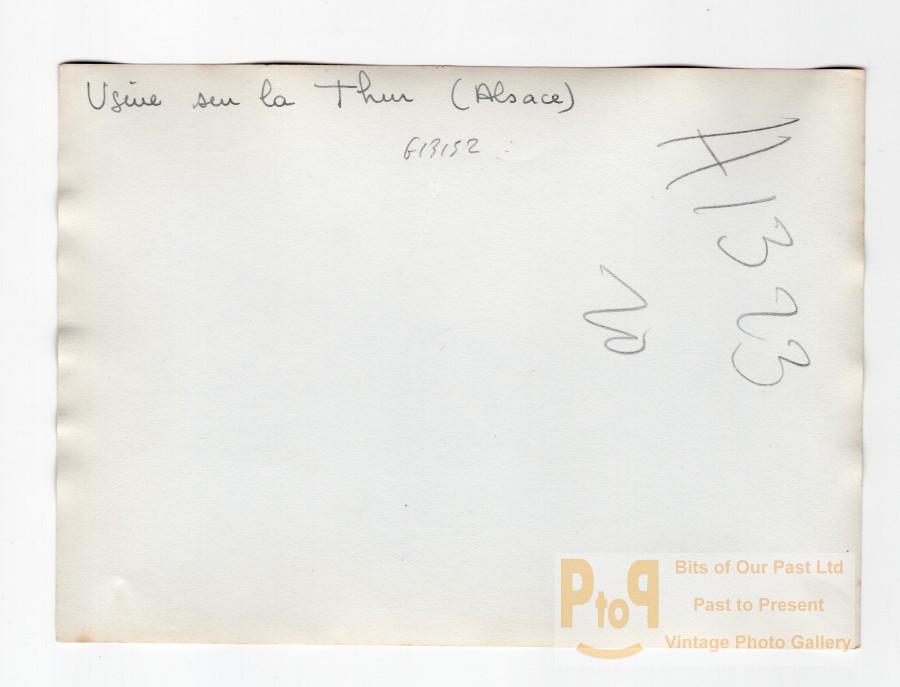 Usine sur la Thur (Alsace)
G13152
A1323
20
PtoP
Bits of Our Past Ltd
Past to Present
Vintage Photo Gallery